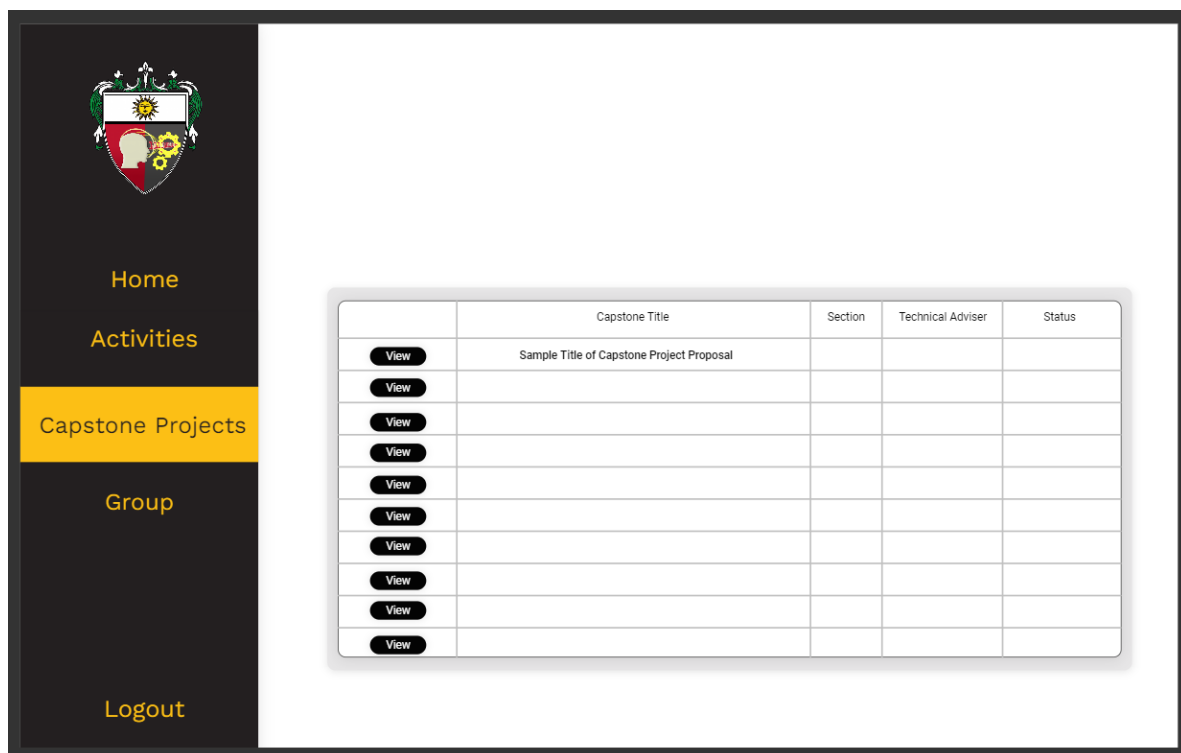 Home
Activities
Capstone Projects
Group
Logout
Capstone Title Section Technical Adviser Status
View Sample Title of Capstone Project Proposal
View
View
View
View
View
View
View
View
View